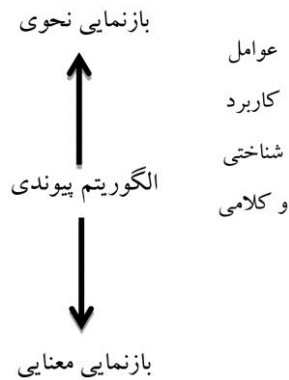 بازنمایی نحوی
الگوریتم پیوندی
بازنمایی معنایی
عوامل
کاربرد
شناختی
و کلامی